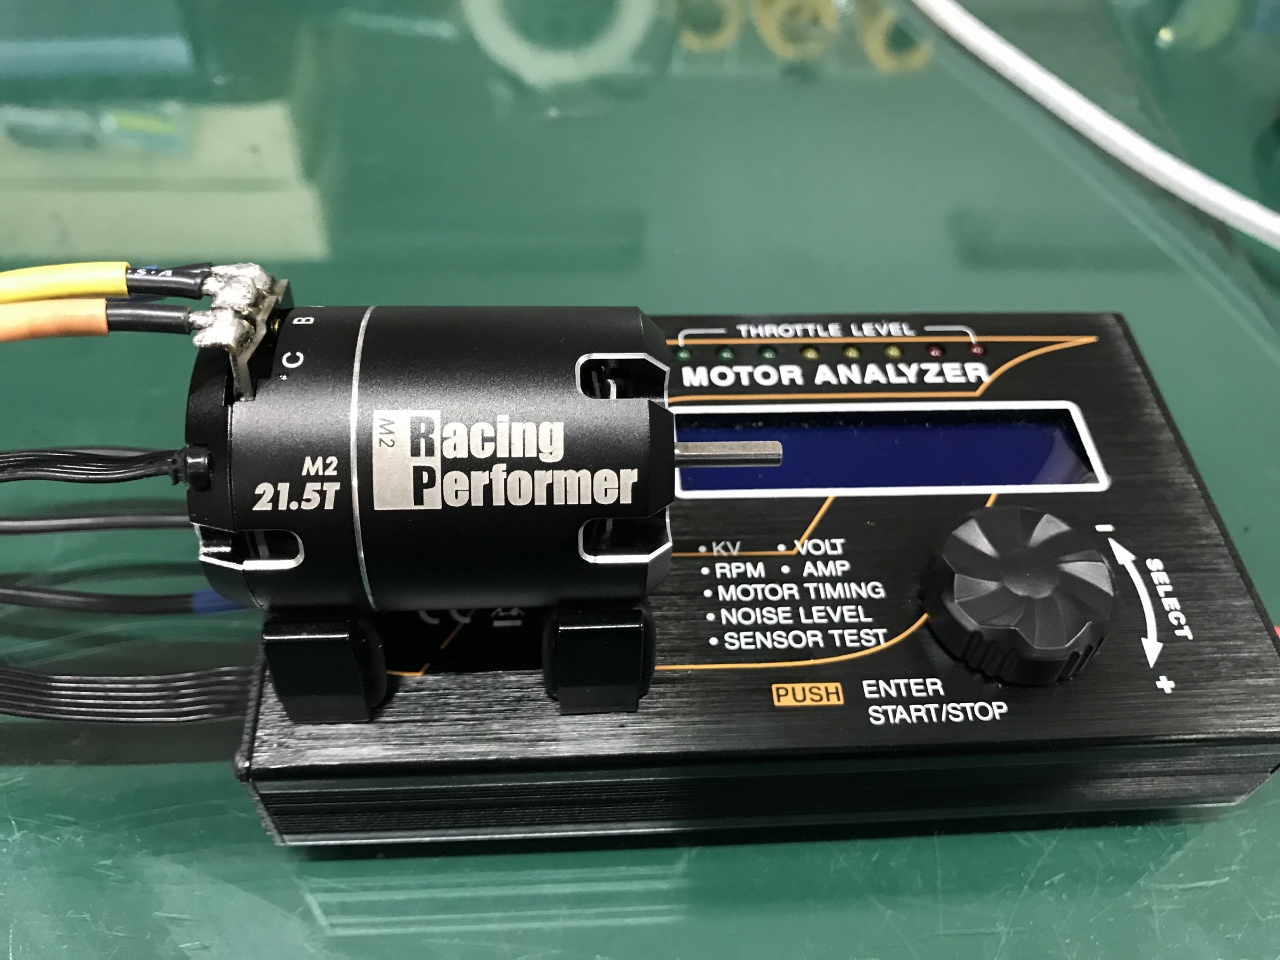 B
C
M2
Racing
Performer
M2
21.5T
THROTTLE LEVEL
MOTOR ANALYZER
• KV • VOLT
• RPM • AMP
• MOTOR TIMING
• NOISE LEVEL
• SENSOR TEST
PUSH ENTER
START/STOP
−
SELECT
+
CE